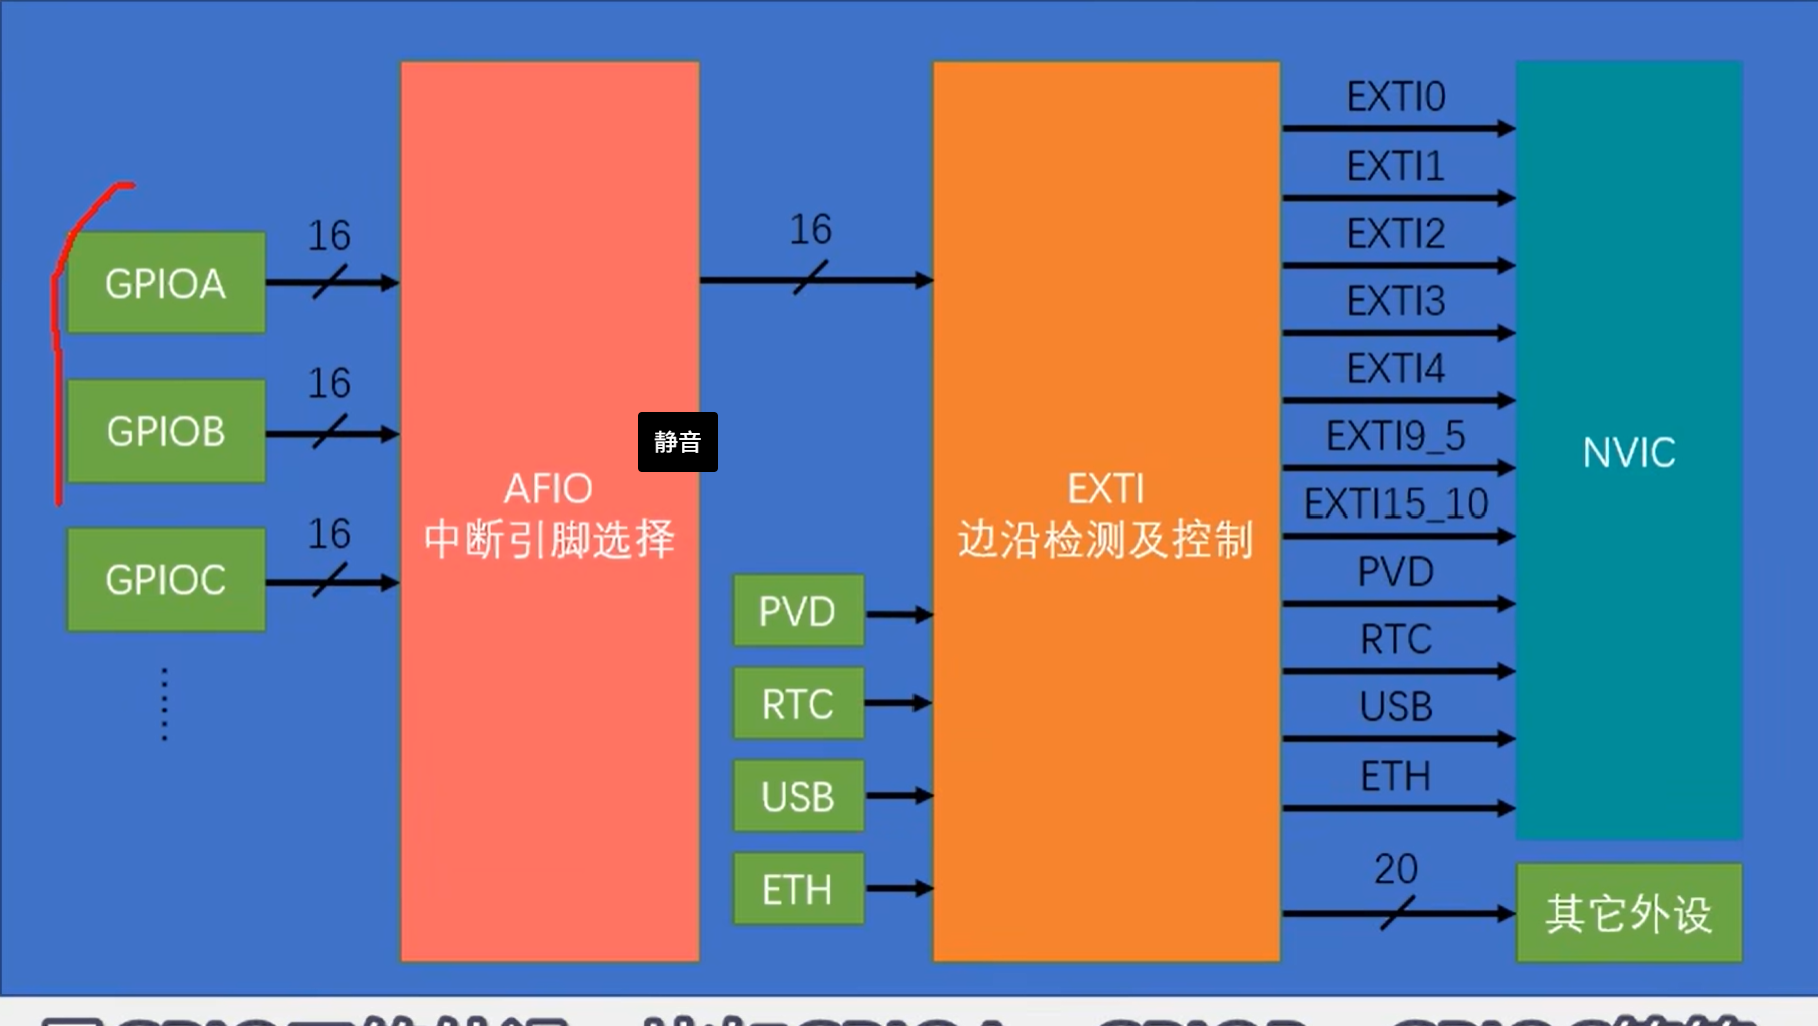 GPIOA
16
GPIOB
16
GPIOC
16
AFIO
中断引脚选择
静音
16
PVD
RTC
USB
ETH
EXTI
边沿检测及控制
EXTI0
EXTI1
EXTI2
EXTI3
EXTI4
EXTI9_5
EXTI15_10
PVD
RTC
USB
ETH
20
NVIC
其它外设